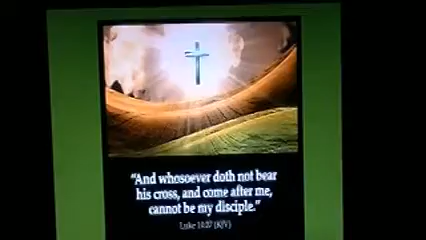 “And whosoever doth not bear
his cross, and come after me,
cannot be my disciple.”
Luke 14:27 (KJV)